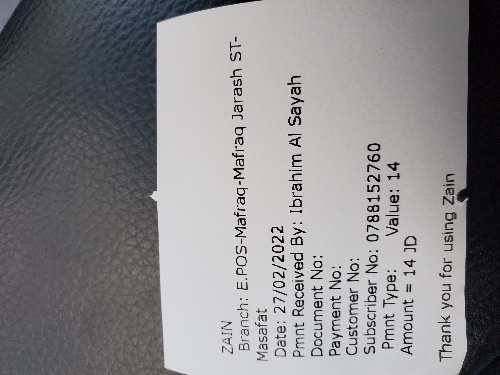 ZAIN
Branch: E.POS-Mafraq-Mafraq Jarash ST-
Masafat
Date: 27/02/2022
Pmnt Received By: Ibrahim Al Sayah
Document No:
Payment No:
Customer No:
Subscriber No: 0788152760
Pmnt Type: Value: 14
Amount = 14 JD
Thank you for using Zain